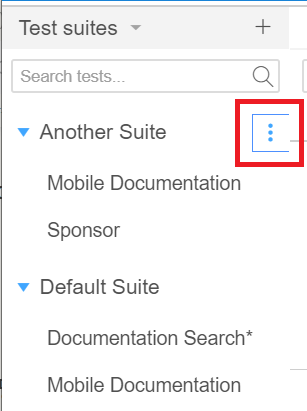 Test suites
Search tests...
Another Suite
Mobile Documentation
Sponsor
Default Suite
Documentation Search*
Mobile Documentation